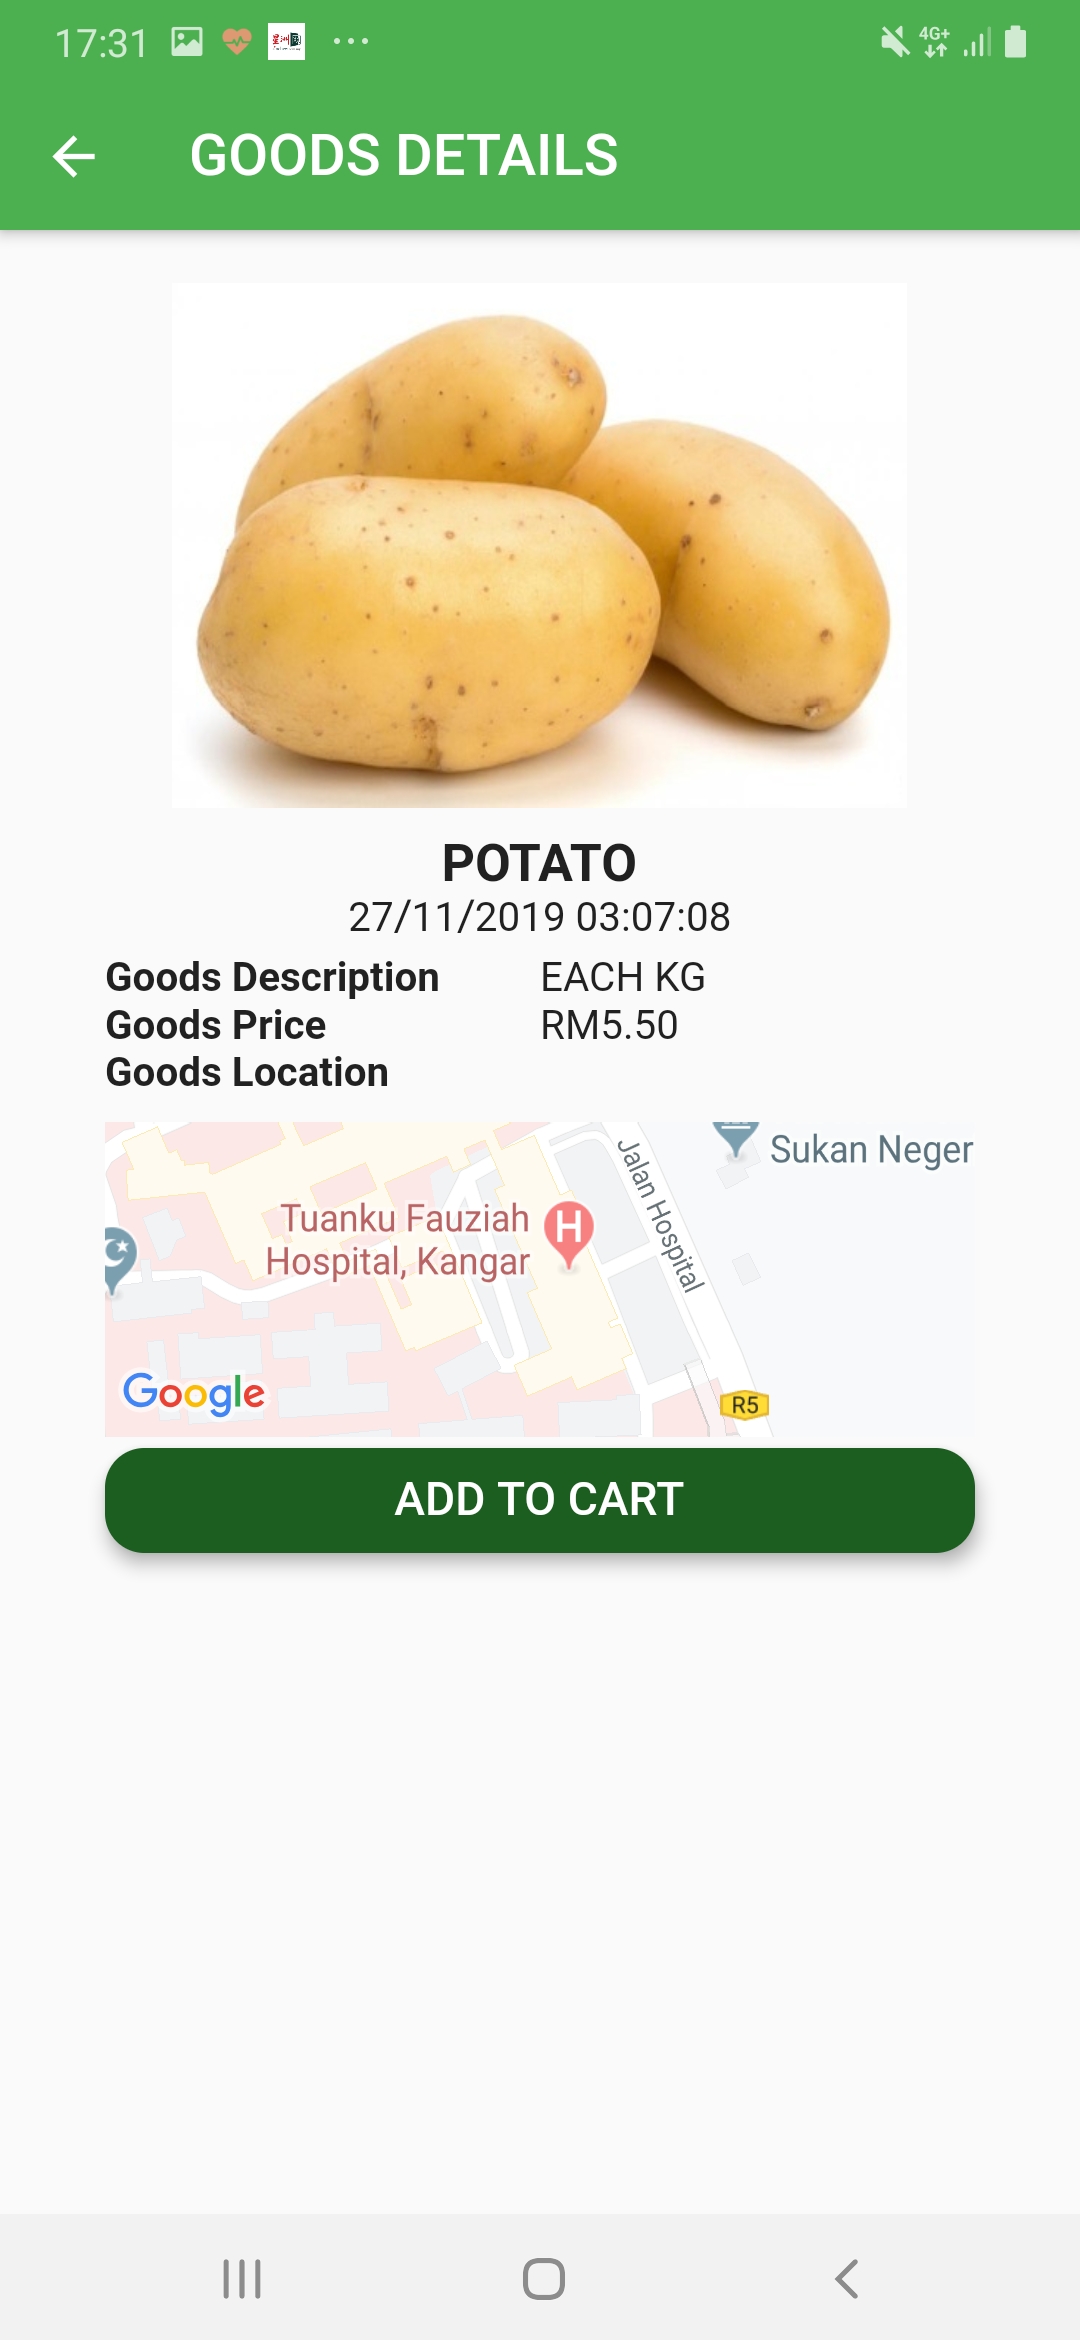 17:31
4G+
GOODS DETAILS
POTATO
27/11/2019 03:07:08
Goods Description EACH KG
Goods Price RM5.50
Goods Location
Sukan Neger
Jalan Hospital
Tuanku Fauziah
Hospital, Kangar
H
Google
R5
ADD TO CART